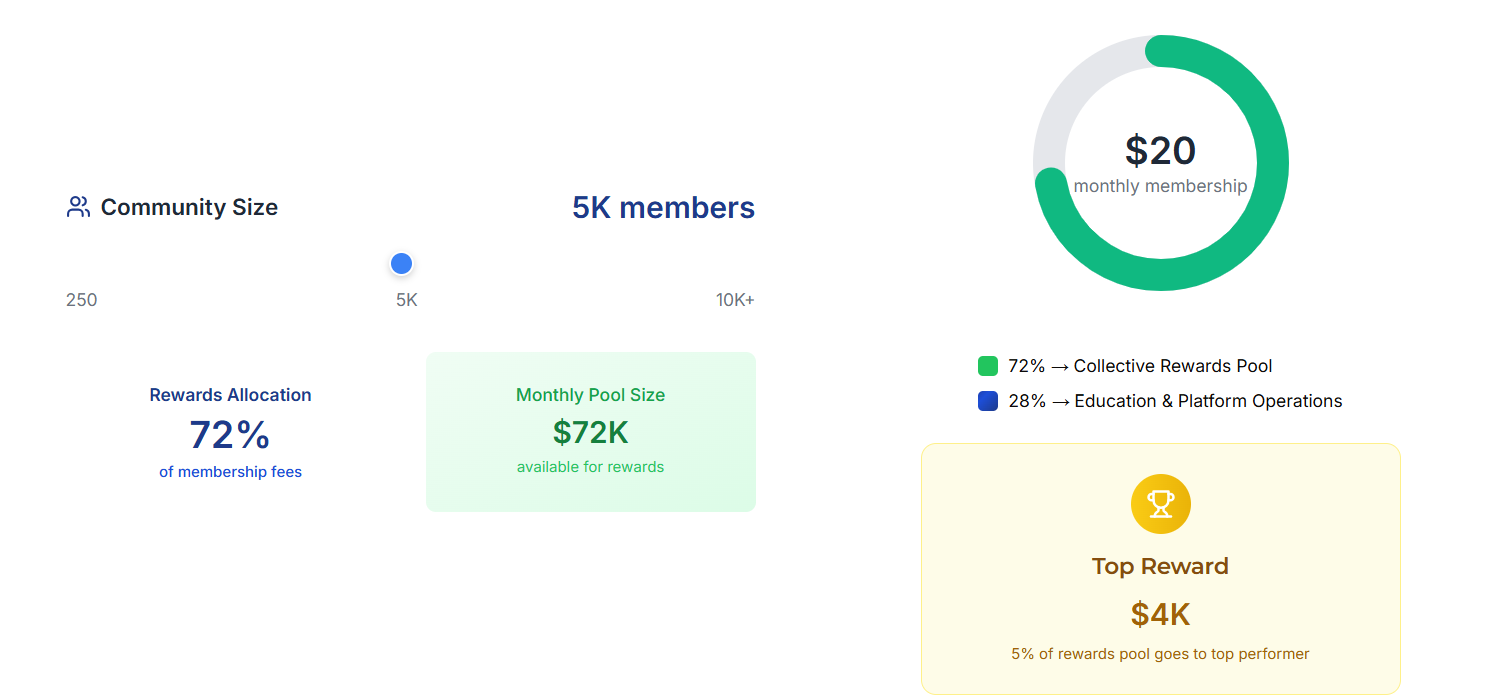 Community Size
5K members
250
5K
10K+
Rewards Allocation
72%
of membership fees
Monthly Pool Size
$72K
available for rewards
$20
monthly membership
72% → Collective Rewards Pool
28% → Education & Platform Operations
Top Reward
$4K
5% of rewards pool goes to top performer